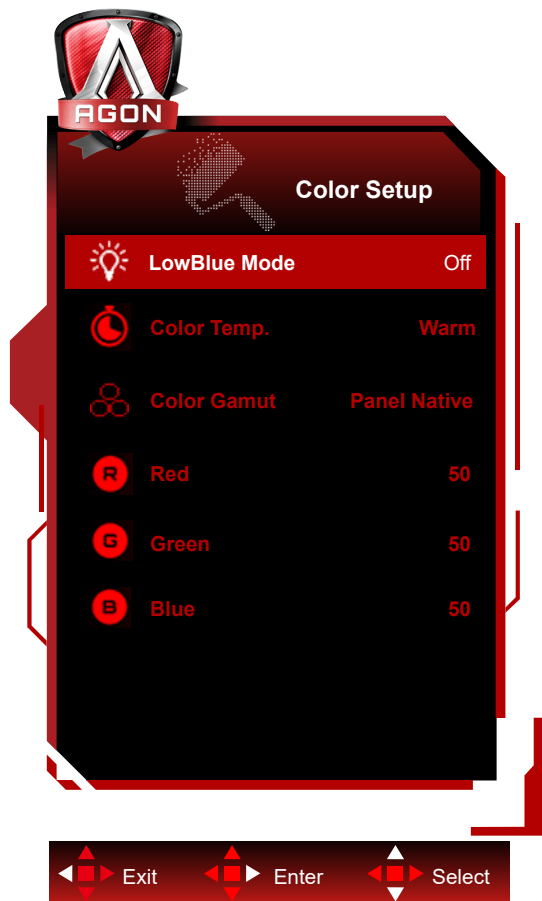 AGON
Color Setup
LowBlue Mode Off
Color Temp. Warm
Color Gamut Panel Native
R Red 50
G Green 50
B Blue 50
Exit Enter Select